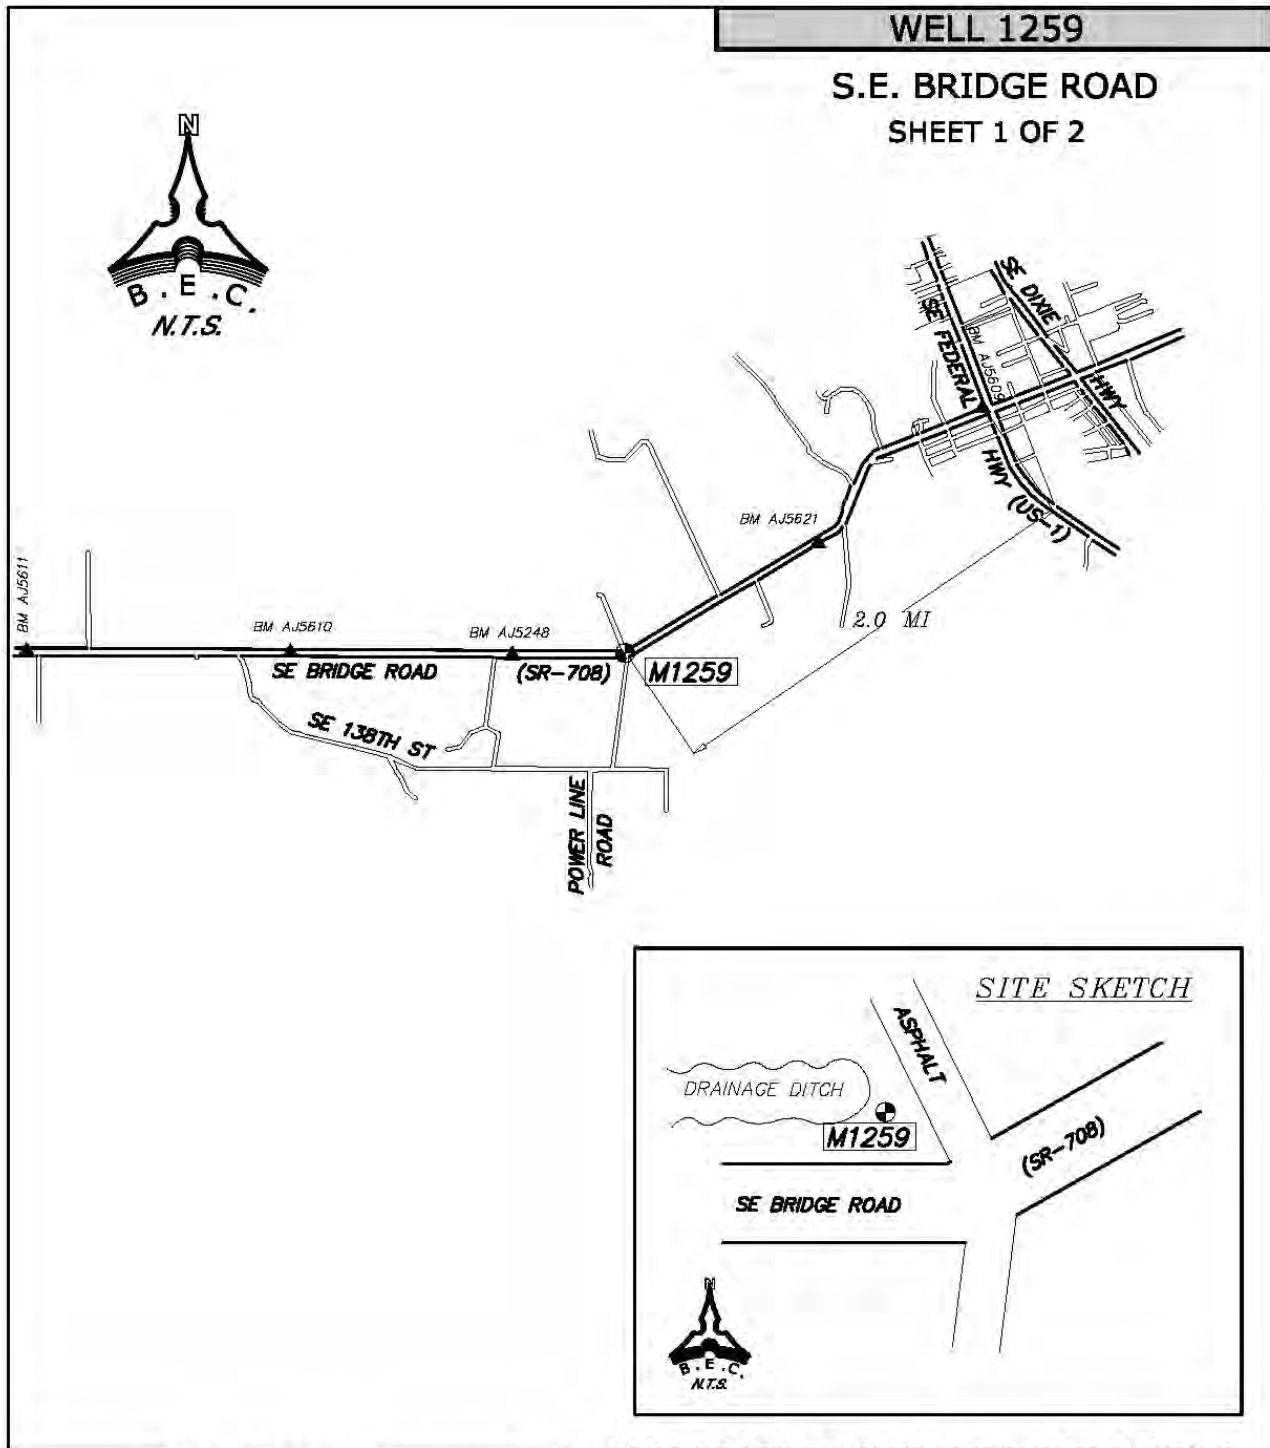 WELL 1259
S.E. BRIDGE ROAD
SHEET 1 OF 2
N
B.E.C.
N.T.S.
SE DIXIE HWY
SE FEDERAL HWY (US-1)
BM AJ5609
BM AJ5621
2.0 MI
BM AJ5611
BM AJ5610
BM AJ5248
SE BRIDGE ROAD (SR-708)
M1259
SE 138TH ST
POWER LINE
ROAD
SITE SKETCH
ASPHALT
DRAINAGE DITCH
M1259
(SR-708)
SE BRIDGE ROAD
N
B.E.C.
N.T.S.